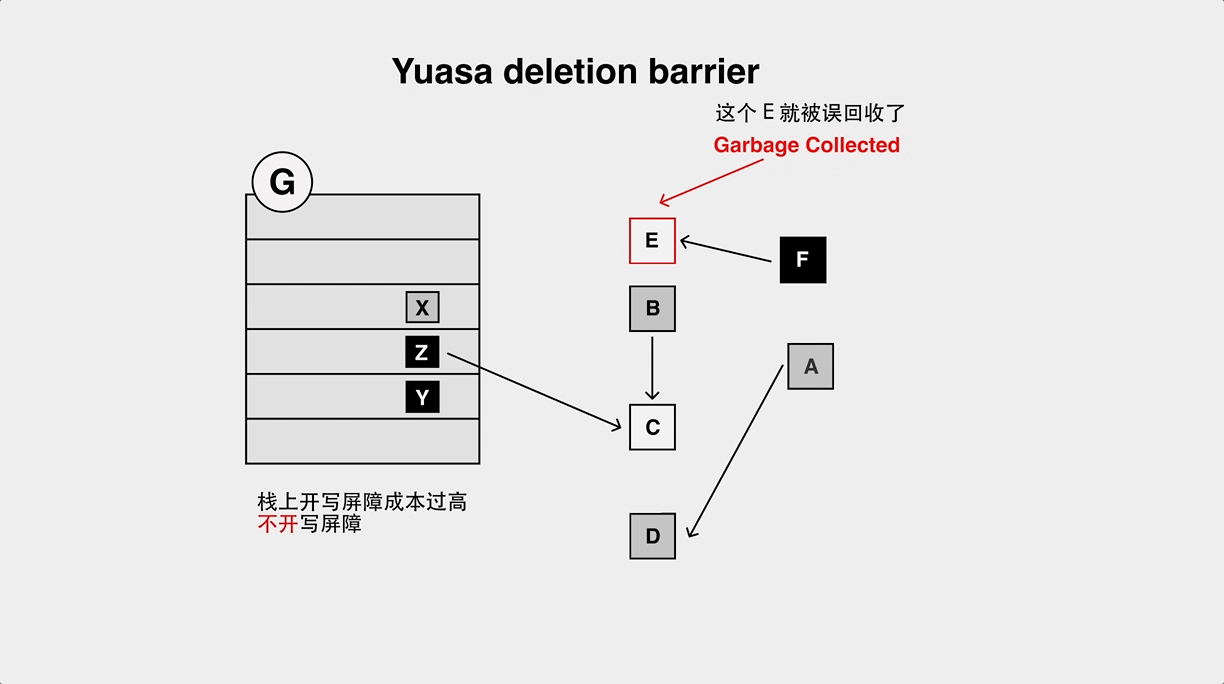 Yuasa deletion barrier
这个 E 就被误回收了
Garbage Collected
G
E
F
B
X
Z
A
Y
C
栈上开写屏障成本过高
不开写屏障
D